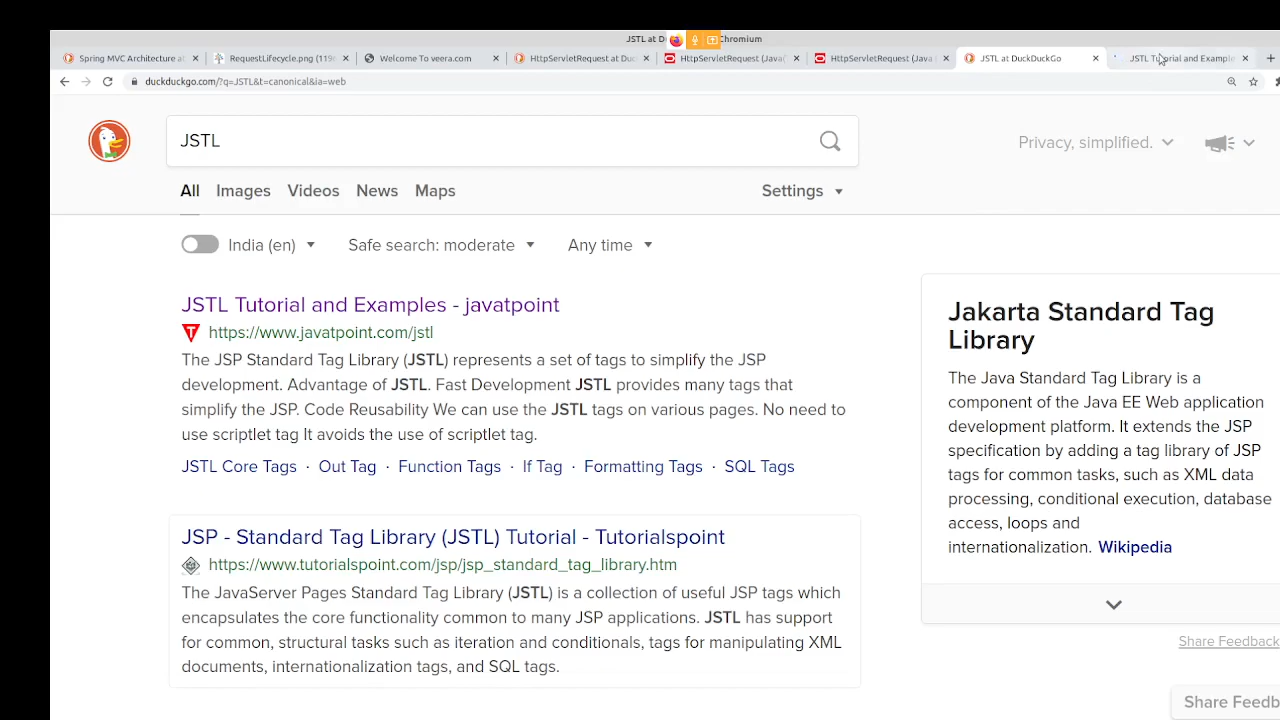 JSTL at D Chromium
Spring MVC Architecture at
RequestLifecycle.png (119
Welcome To veera.com
HttpServletRequest at Du
HttpServletRequest (Java
HttpServletRequest (Java
JSTL at DuckDuckGo
JSTL Tutorial and Example
duckduckgo.com/?q=JSTL&t=canonical&ia=web
JSTL
Privacy, simplified.
All Images Videos News Maps Settings
India (en) Safe search: moderate Any time
JSTL Tutorial and Examples - javatpoint
https://www.javatpoint.com/jstl
The JSP Standard Tag Library (JSTL) represents a set of tags to simplify the JSP
development. Advantage of JSTL. Fast Development JSTL provides many tags that
simplify the JSP. Code Reusability We can use the JSTL tags on various pages. No need to
use scriptlet tag It avoids the use of scriptlet tag.
JSTL Core Tags · Out Tag · Function Tags · If Tag · Formatting Tags · SQL Tags
JSP - Standard Tag Library (JSTL) Tutorial - Tutorialspoint
https://www.tutorialspoint.com/jsp/jsp_standard_tag_library.htm
The JavaServer Pages Standard Tag Library (JSTL) is a collection of useful JSP tags which
encapsulates the core functionality common to many JSP applications. JSTL has support
for common, structural tasks such as iteration and conditionals, tags for manipulating XML
documents, internationalization tags, and SQL tags.
Jakarta Standard Tag
Library
The Java Standard Tag Library is a
component of the Java EE Web application
development platform. It extends the JSP
specification by adding a tag library of JSP
tags for common tasks, such as XML data
processing, conditional execution, database
access, loops and
internationalization. Wikipedia
Share Feedback
Share Feedb